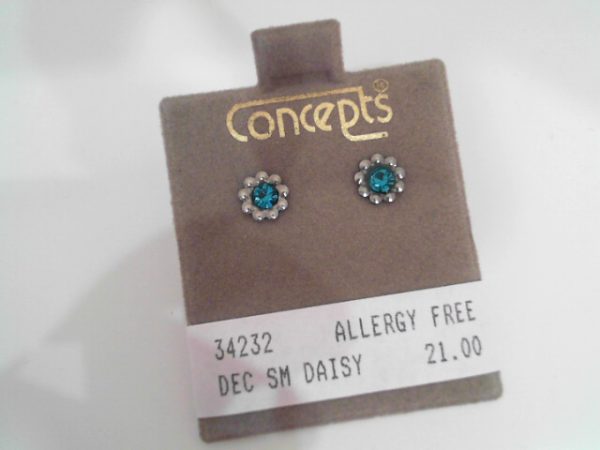 Concepts
34232 ALLERGY FREE
DEC SM DAISY 21.00